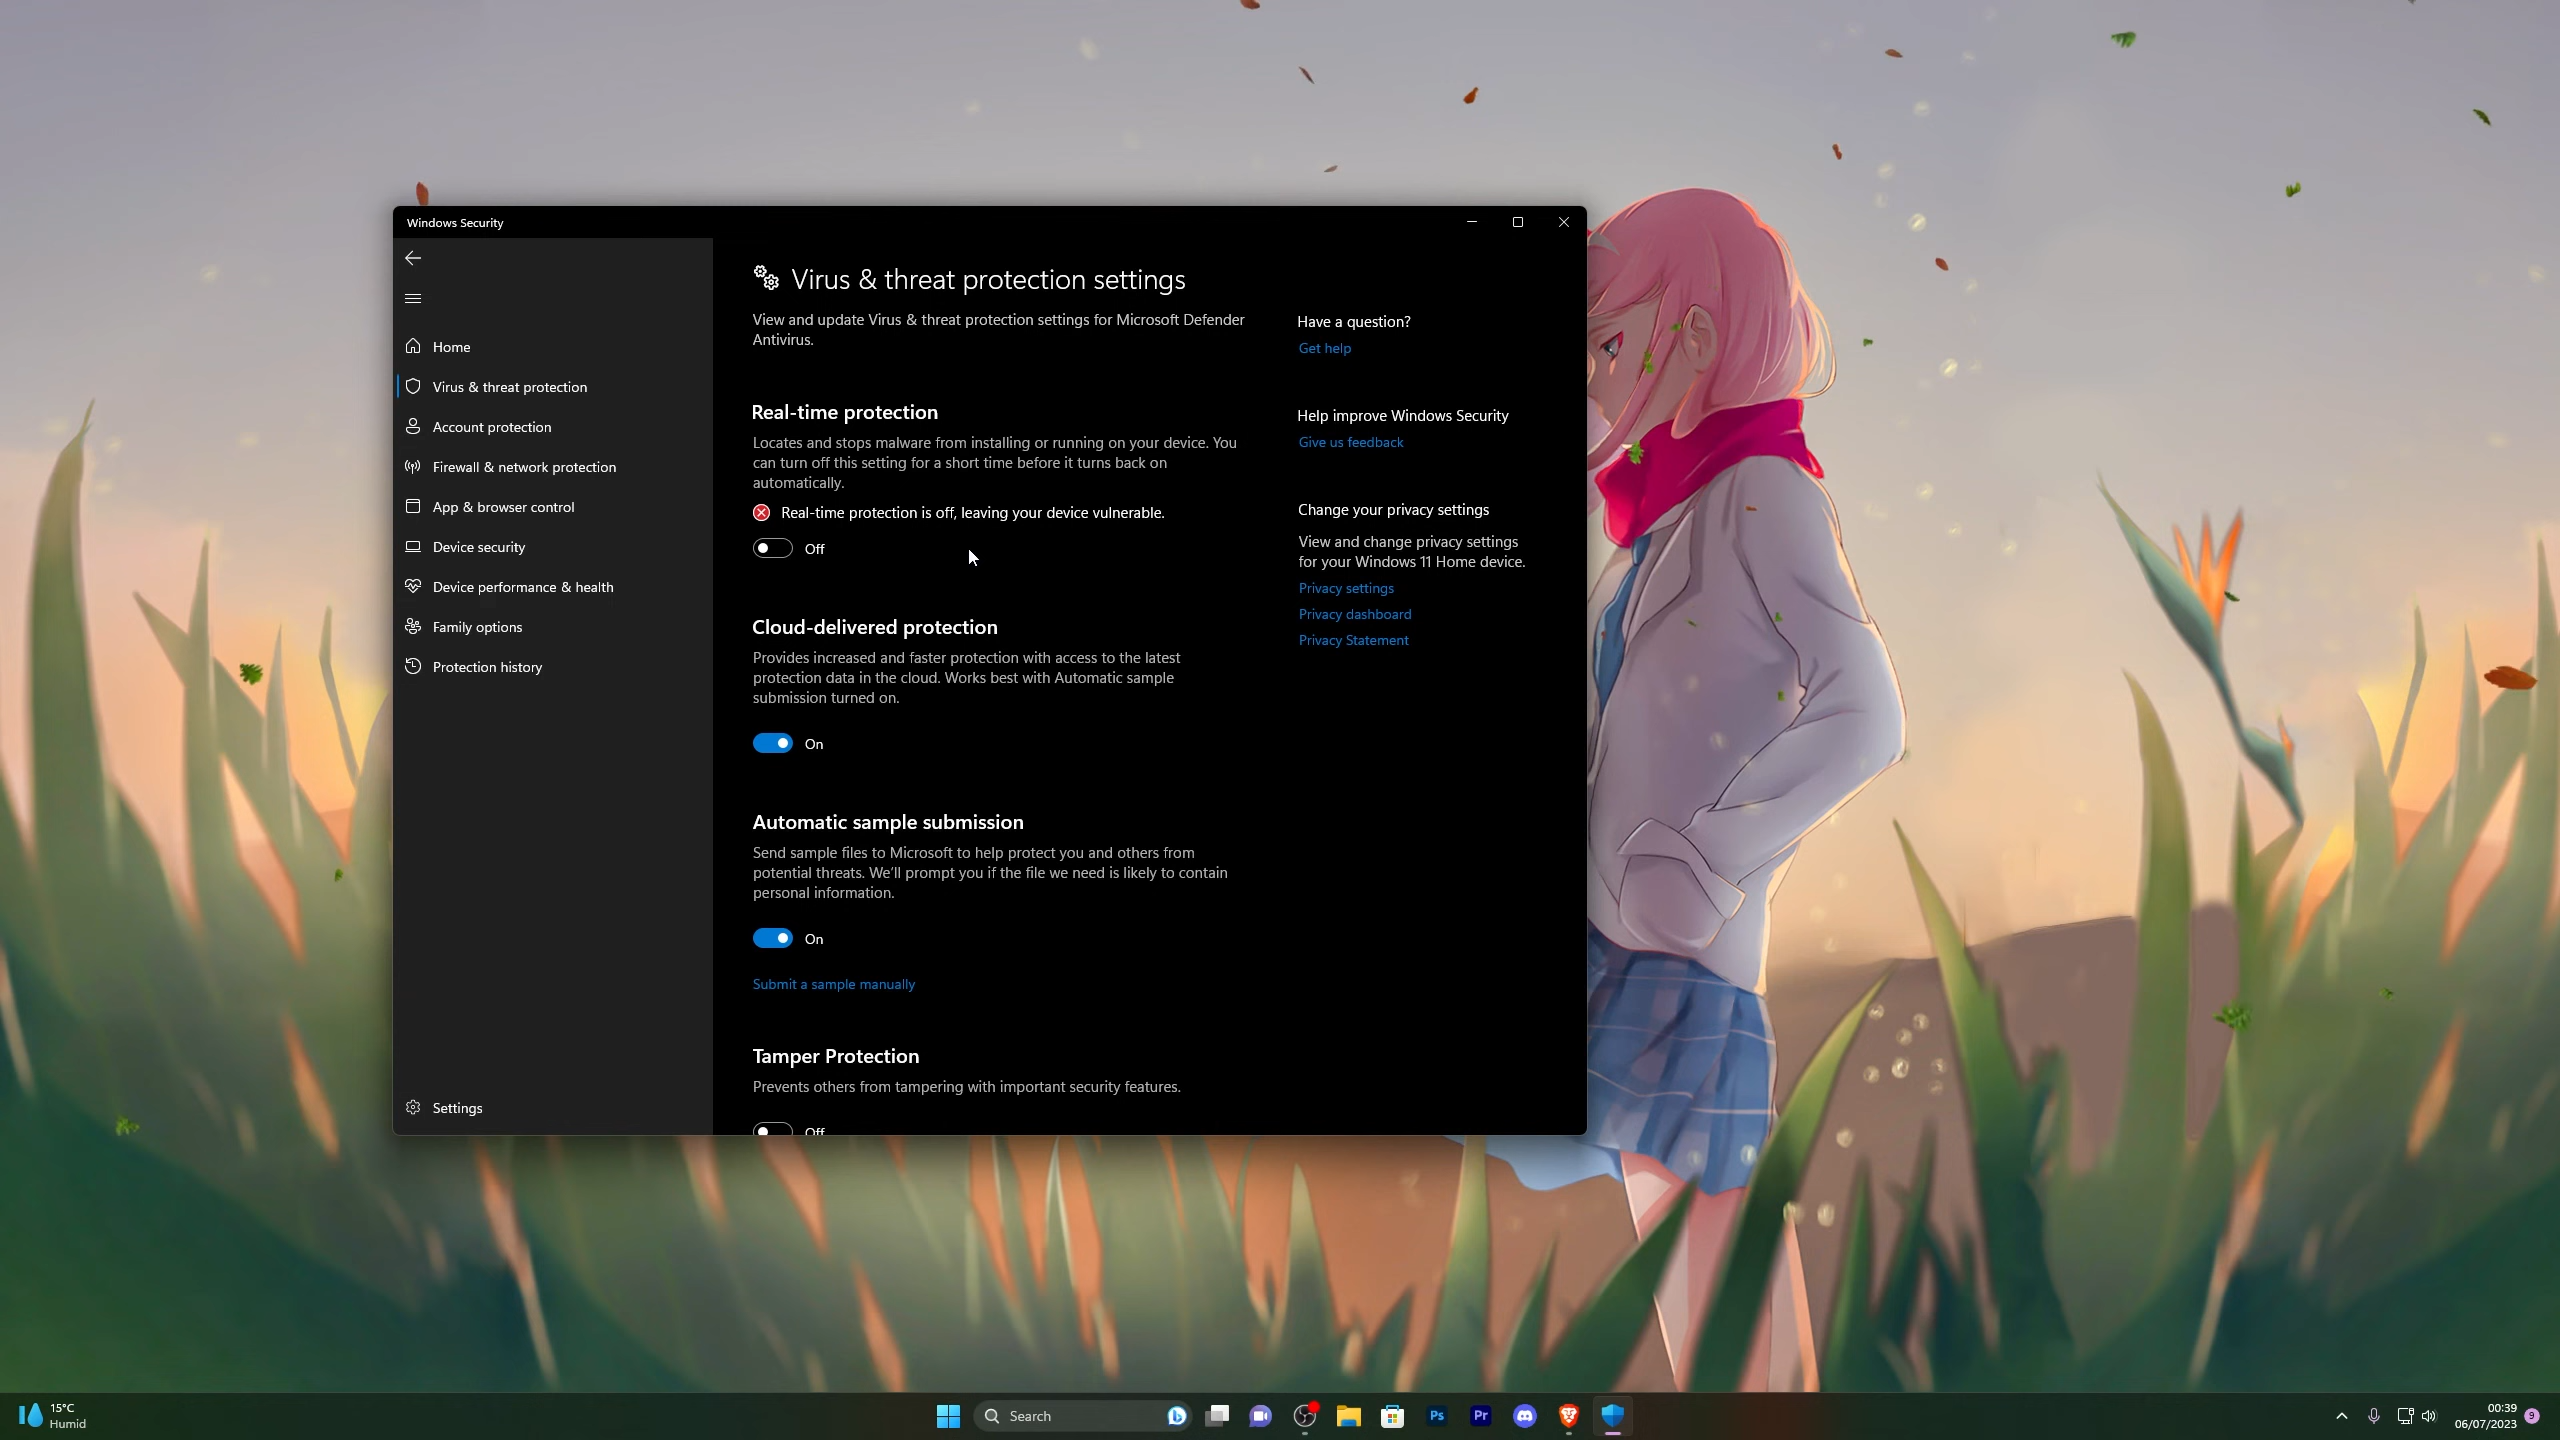 Windows Security
Home
Virus & threat protection
Account protection
Firewall & network protection
App & browser control
Device security
Device performance & health
Family options
Protection history
Settings
Virus & threat protection settings
View and update Virus & threat protection settings for Microsoft Defender
Antivirus.
Real-time protection
Locates and stops malware from installing or running on your device. You
can turn off this setting for a short time before it turns back on
automatically.
Real-time protection is off, leaving your device vulnerable.
Off
Cloud-delivered protection
Provides increased and faster protection with access to the latest
protection data in the cloud. Works best with Automatic sample
submission turned on.
On
Automatic sample submission
Send sample files to Microsoft to help protect you and others from
potential threats. We'll prompt you if the file we need is likely to contain
personal information.
On
Submit a sample manually
Tamper Protection
Prevents others from tampering with important security features.
Off
Have a question?
Get help
Help improve Windows Security
Give us feedback
Change your privacy settings
View and change privacy settings
for your Windows 11 Home device.
Privacy settings
Privacy dashboard
Privacy Statement
15°C
Humid
Search
Ps
Pr
00:39
06/07/2023
9